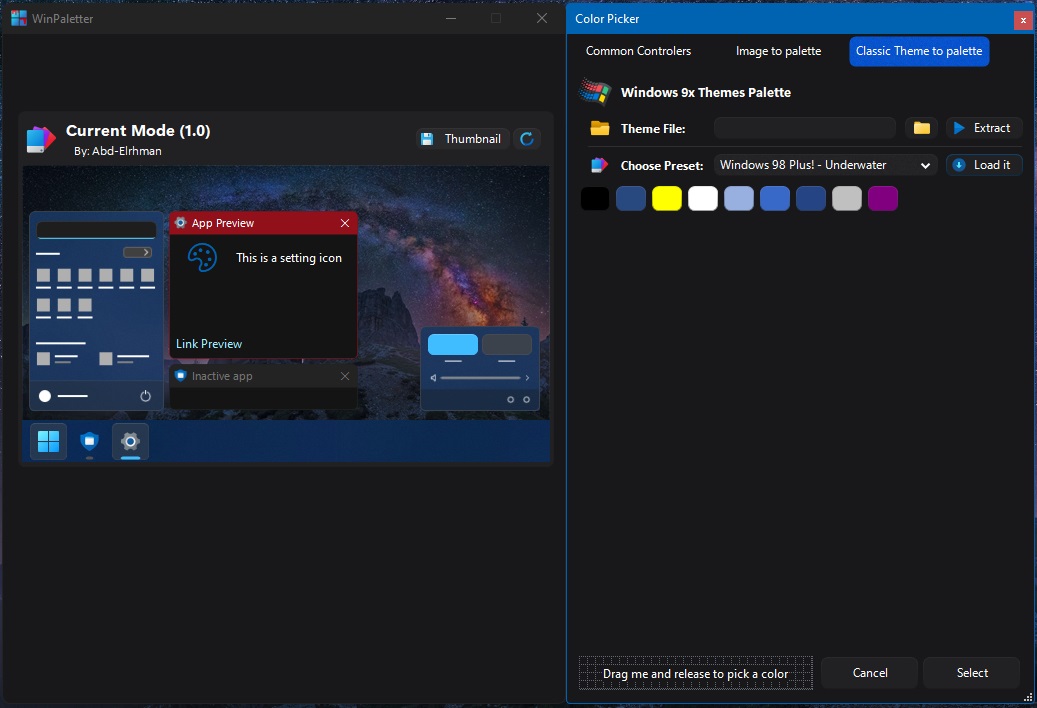 WinPaletter
Color Picker
x
Common Controlers
Image to palette
Classic Theme to palette
Windows 9x Themes Palette
Theme File:
Extract
Choose Preset:
Windows 98 Plus! - Underwater
Load it
Current Mode (1.0)
By: Abd-Elrhman
Thumbnail
App Preview
This is a setting icon
Link Preview
Inactive app
Drag me and release to pick a color
Cancel
Select